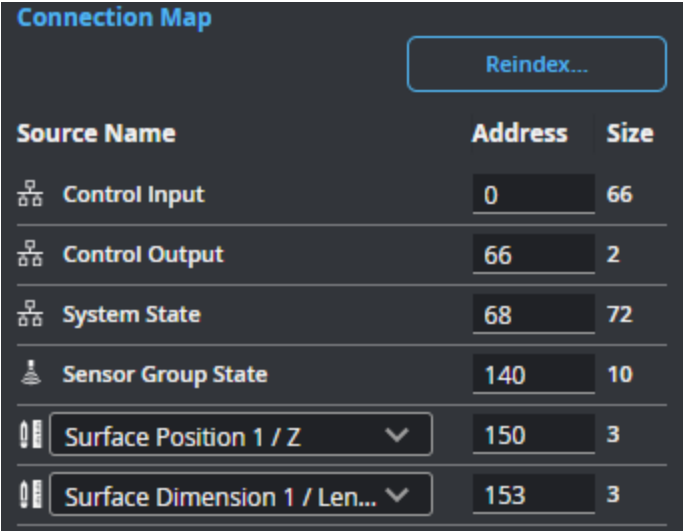 Connection Map
Reindex...
Source Name Address Size
Control Input 0 66
Control Output 66 2
System State 68 72
Sensor Group State 140 10
Surface Position 1 / Z 150 3
Surface Dimension 1 / Len... 153 3